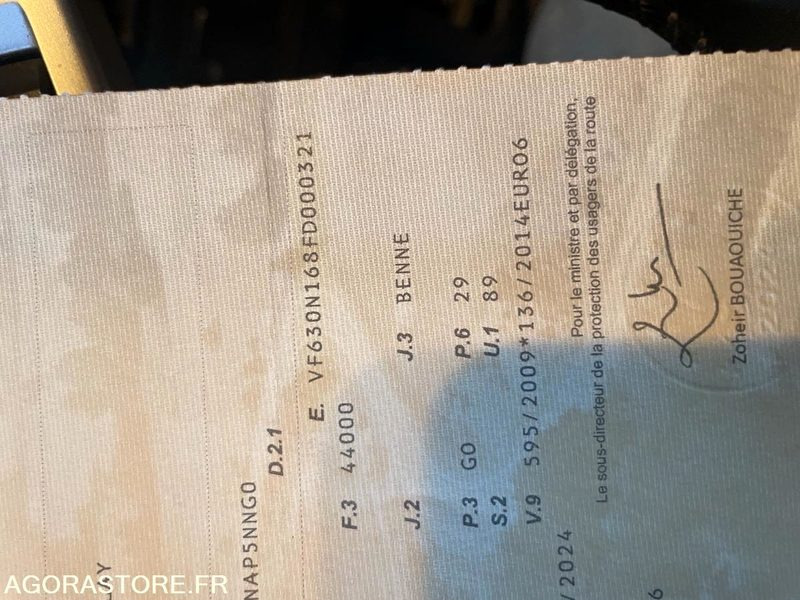 NAP5NNGO
D.2.1
E. VF630N168FD000321
F.3 44000
J.2
J.3 BENNE
P.3 GO
P.6 29
S.2
U.1 89
V.9 595/2009*136/2014EURO6
/2024
Pour le ministre et par délégation,
Le sous-directeur de la protection des usagers de la route
6
Zoheir BOUAOUICHE
AGORASTORE.FR